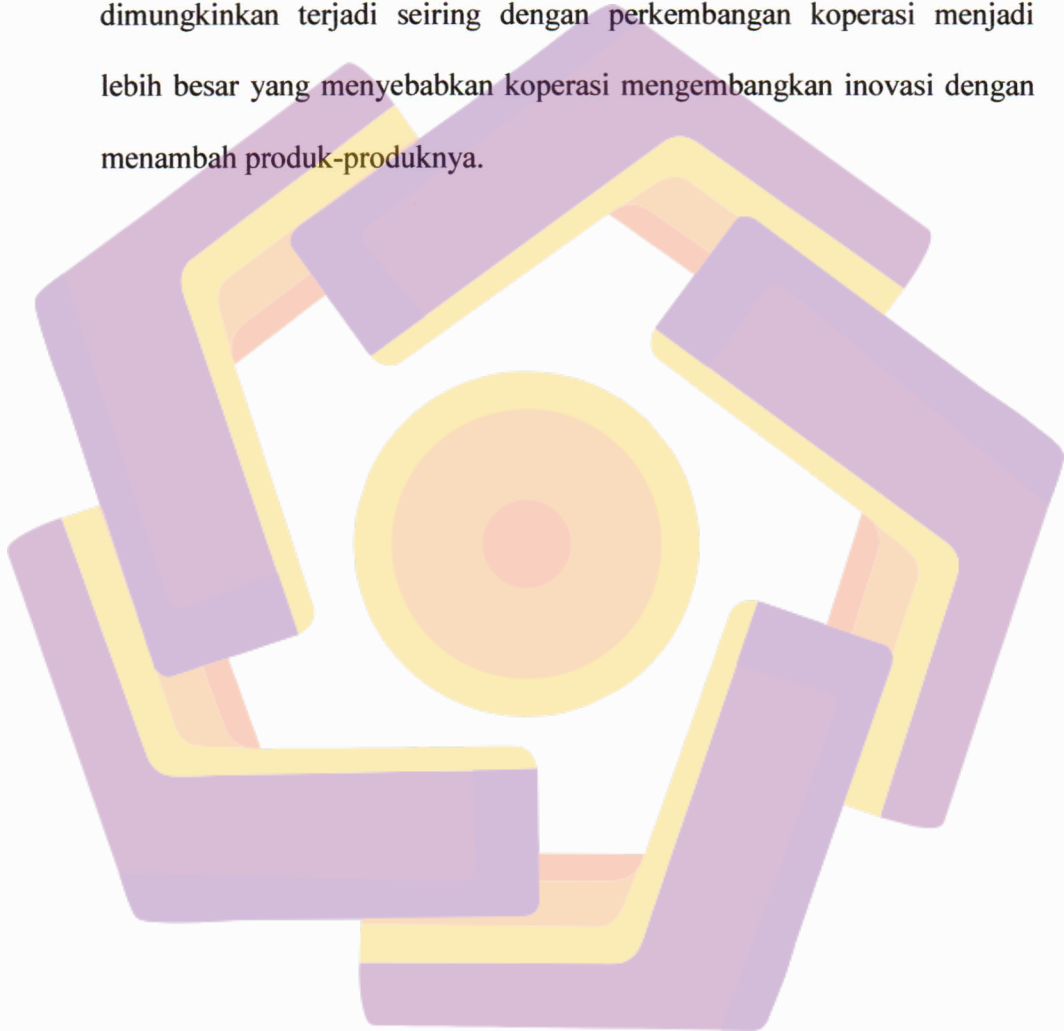 dimungkinkan terjadi seiring dengan perkembangan koperasi menjadi
lebih besar yang menyebabkan koperasi mengembangkan inovasi dengan
menambah produk-produknya.